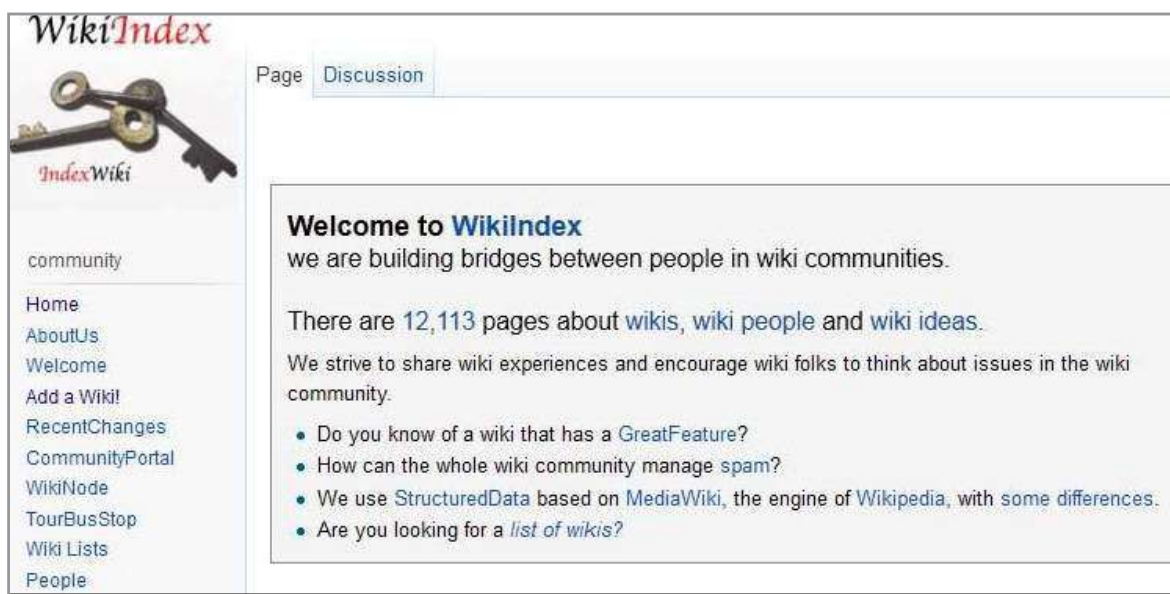 WikiIndex
IndexWiki
community
Home
AboutUs
Welcome
Add a Wiki!
RecentChanges
CommunityPortal
WikiNode
TourBusStop
Wiki Lists
People
Page Discussion
Welcome to WikiIndex
we are building bridges between people in wiki communities.
There are 12,113 pages about wikis, wiki people and wiki ideas.
We strive to share wiki experiences and encourage wiki folks to think about issues in the wiki
community.
• Do you know of a wiki that has a GreatFeature?
• How can the whole wiki community manage spam?
• We use StructuredData based on MediaWiki, the engine of Wikipedia, with some differences.
• Are you looking for a list of wikis?